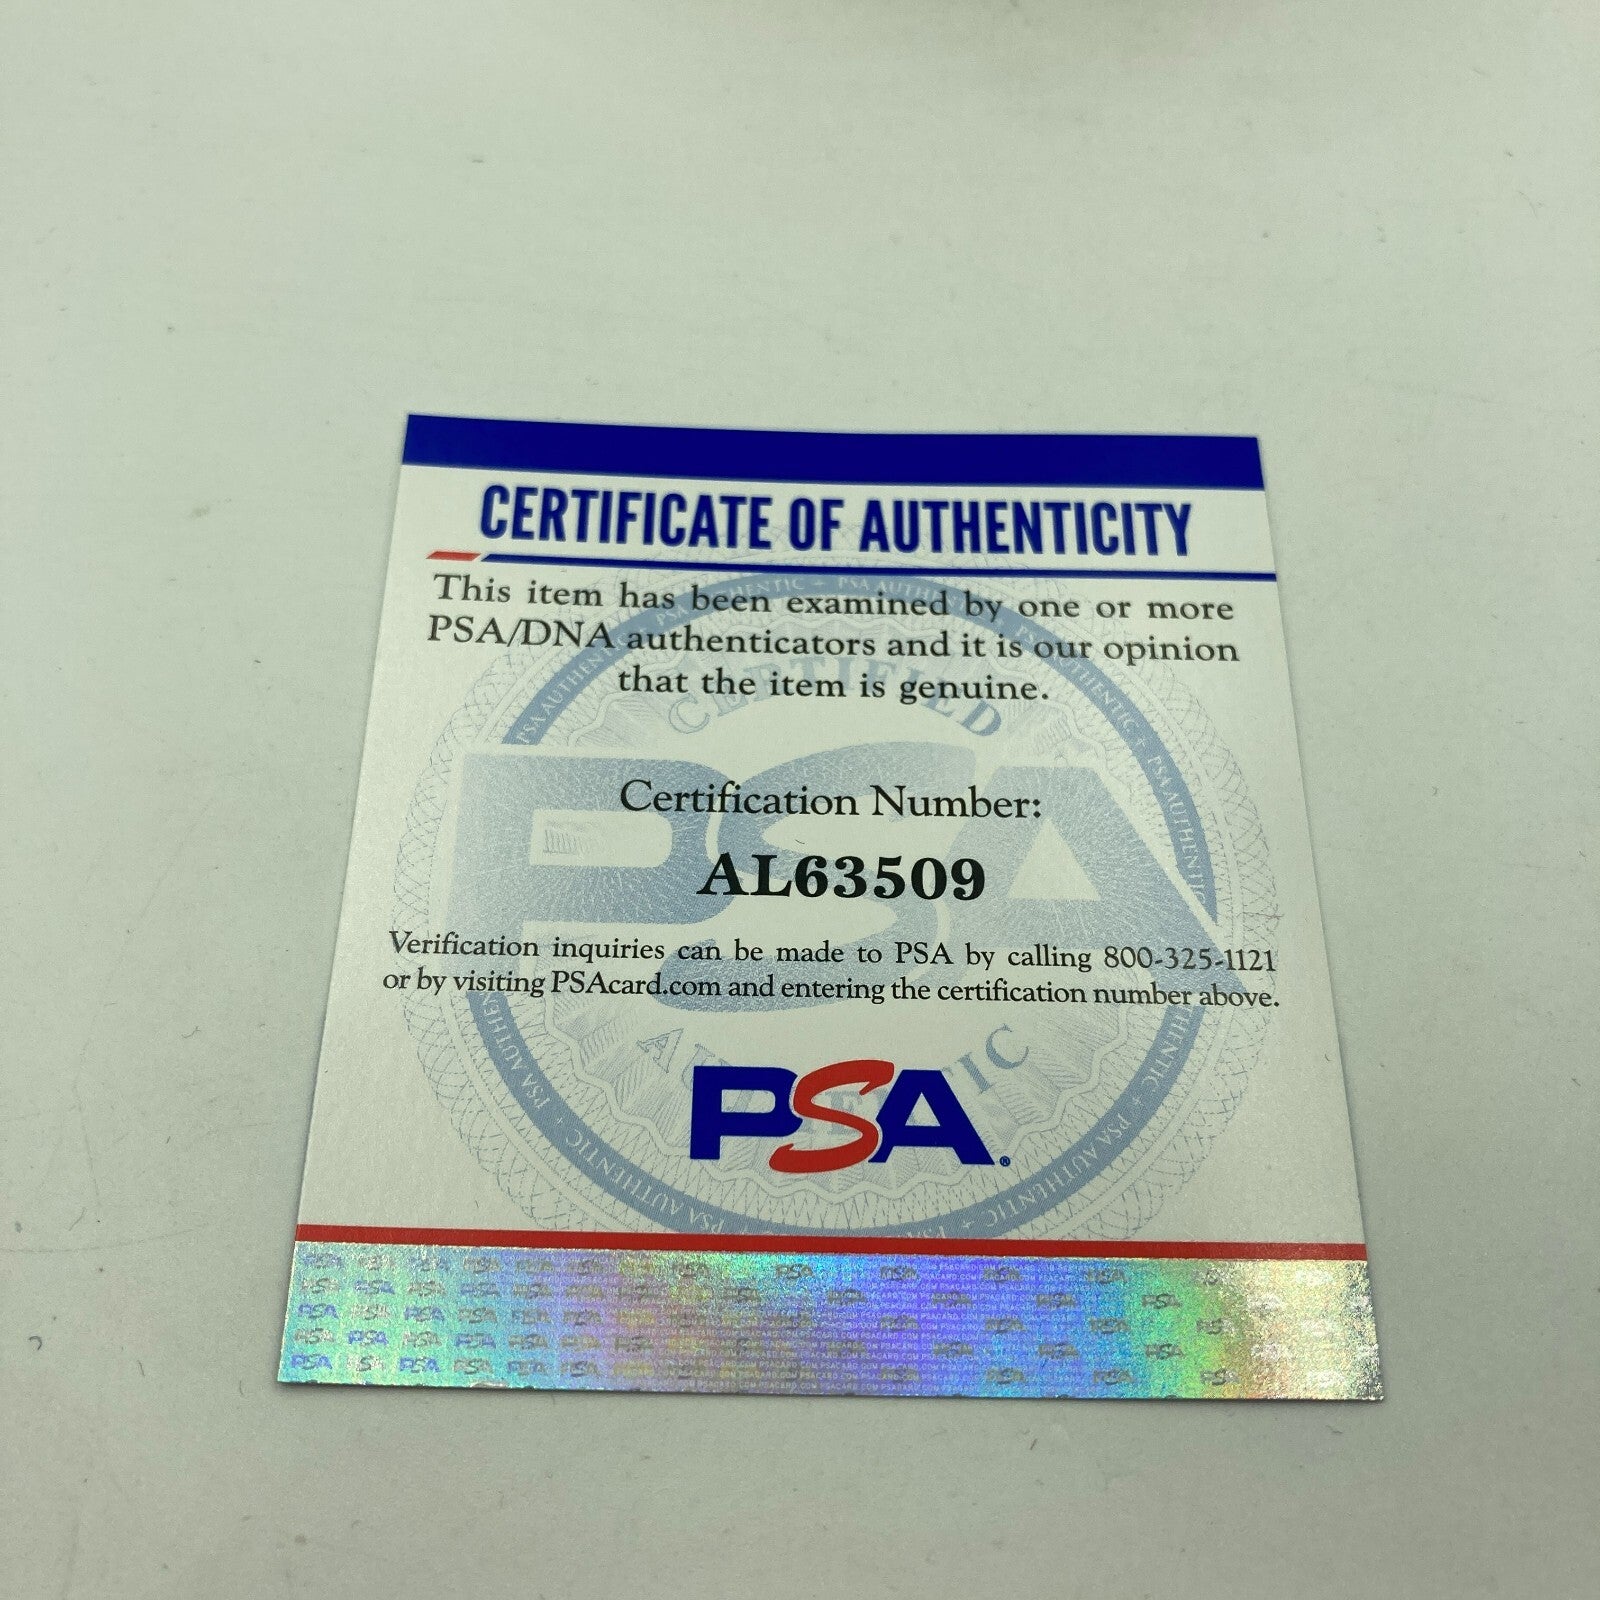 CERTIFICATE OF AUTHENTICITY
This item has been examined by one or more
PSA/DNA authenticators and it is our opinion
that the item is genuine.
CERTIFIED
PSA
Certification Number:
AL63509
Verification inquiries can be made to PSA by calling 800-325-1121
or by visiting PSAcard.com and entering the certification number above.
PSA®